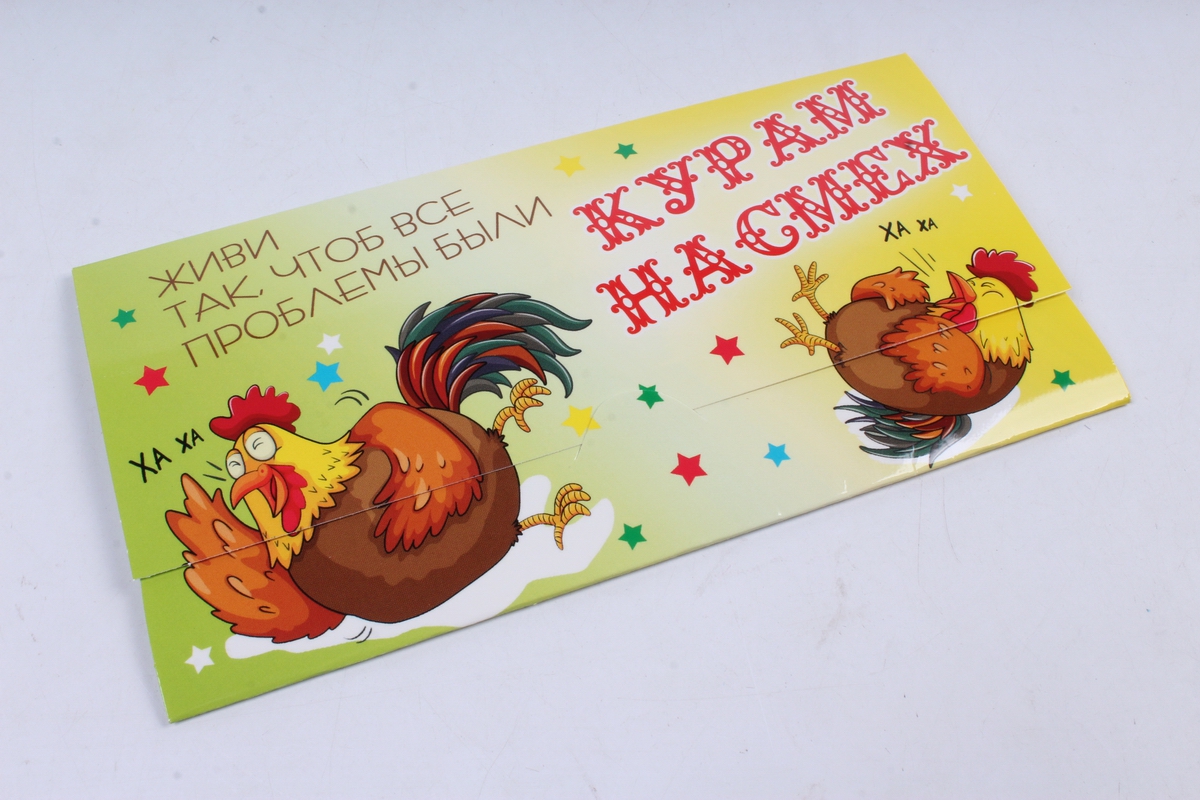 ЖИВИ
ТАК, ЧТОБ ВСЕ
ПРОБЛЕМЫ БЫЛИ
КУРАМ
НА СМЕХ
ХА ХА
ХА ХА